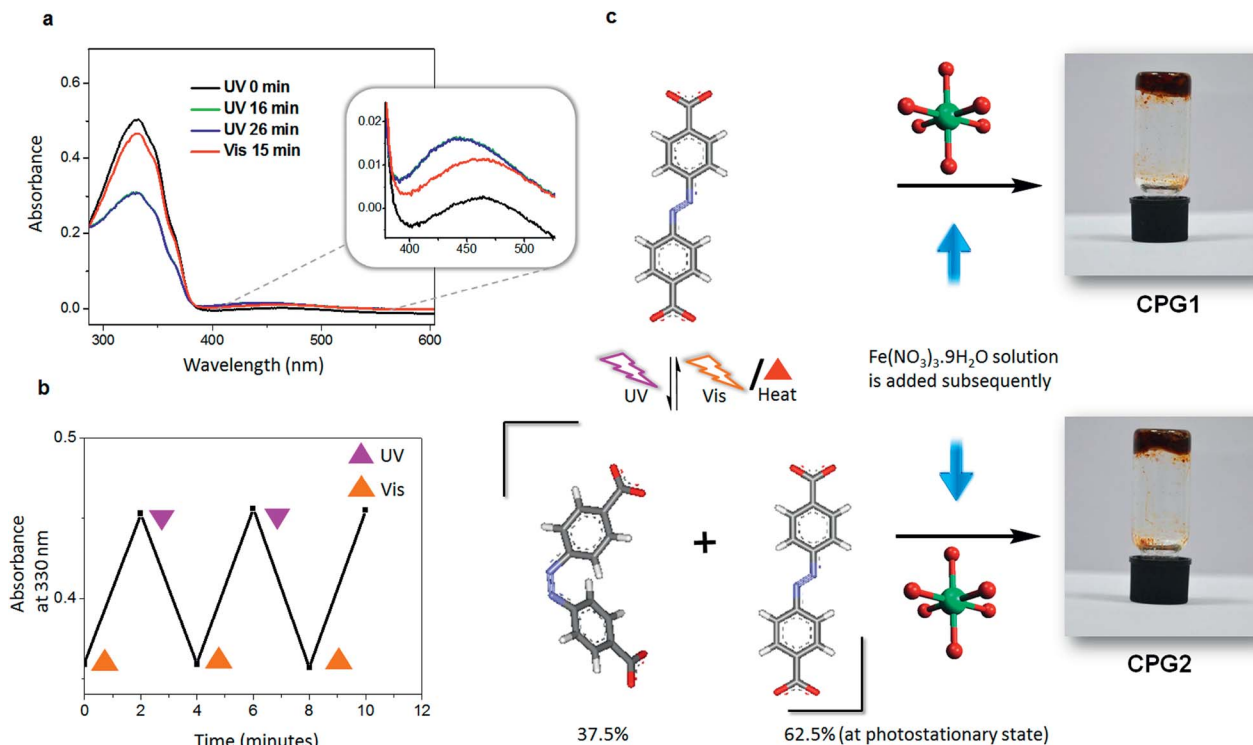 a
Absorbance
0.6
0.4
0.2
0.0
300
400
500
600
Wavelength (nm)
UV 0 min
UV 16 min
UV 26 min
Vis 15 min
0.02
0.01
0.00
400
450
500
b
Absorbance
at 330 nm
0.5
0.4
0
2
4
6
8
10
12
Time (minutes)
UV
Vis
c
UV
Vis
/
Heat
+
37.5%
62.5% (at photostationary state)
CPG1
Fe(NO₃)₃.9H₂O solution
is added subsequently
CPG2